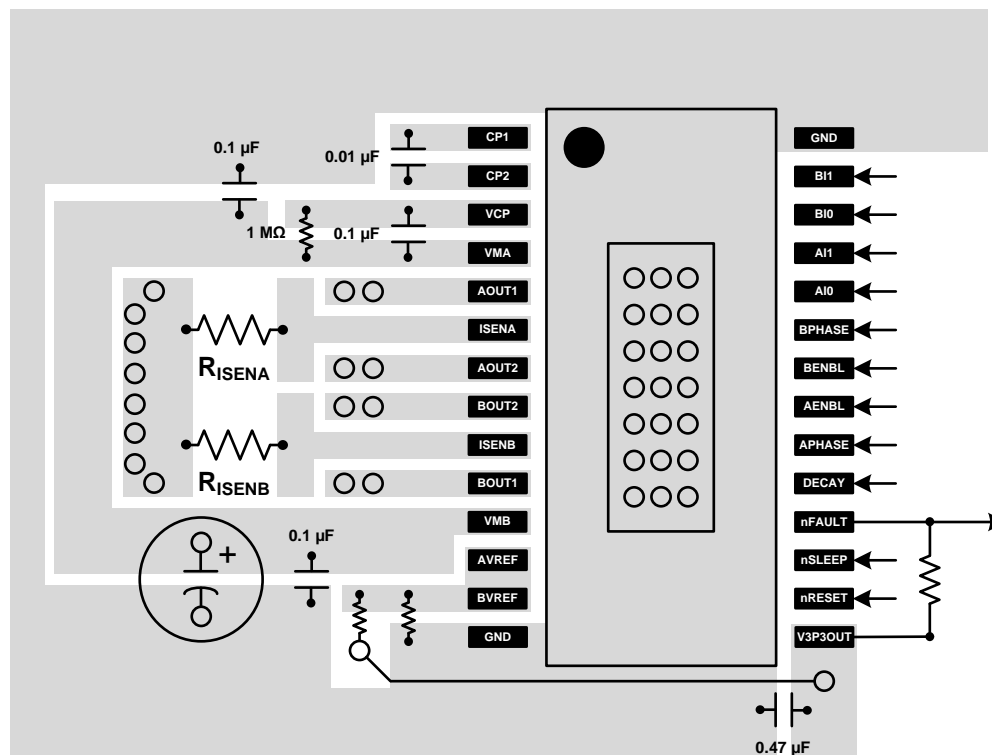 CP1
GND
0.1 µF
0.01 µF
CP2
BI1
VCP
BI0
1 MΩ
0.1 µF
VMA
AI1
AOUT1
AI0
ISENA
BPHASE
RISENA
AOUT2
BENBL
BOUT2
AENBL
ISENB
APHASE
RISENB
BOUT1
DECAY
VMB
nFAULT
0.1 µF
+
AVREF
nSLEEP
BVREF
nRESET
GND
V3P3OUT
0.47 µF